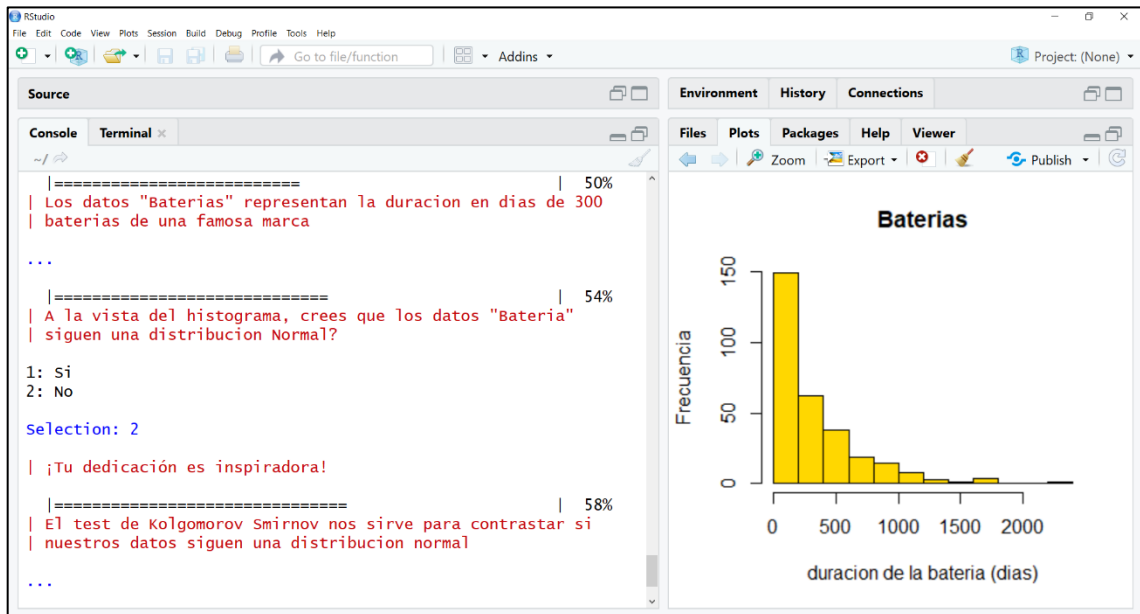 RStudio
File Edit Code View Plots Session Build Debug Profile Tools Help
Go to file/function
Addins
Project: (None)
Source
Console Terminal
~/
|========================== | 50%
| Los datos "Baterias" representan la duracion en dias de 300
| baterias de una famosa marca
...
|============================ | 54%
| A la vista del histograma, crees que los datos "Bateria"
| siguen una distribucion Normal?
1: Si
2: No
Selection: 2
| ¡Tu dedicación es inspiradora!
|============================== | 58%
| El test de Kolgomorov Smirnov nos sirve para contrastar si
| nuestros datos siguen una distribucion normal
...
Environment History Connections
Files Plots Packages Help Viewer
Zoom Export Publish
Baterias
Frecuencia
150
100
50
0
0 500 1000 1500 2000
duracion de la bateria (dias)